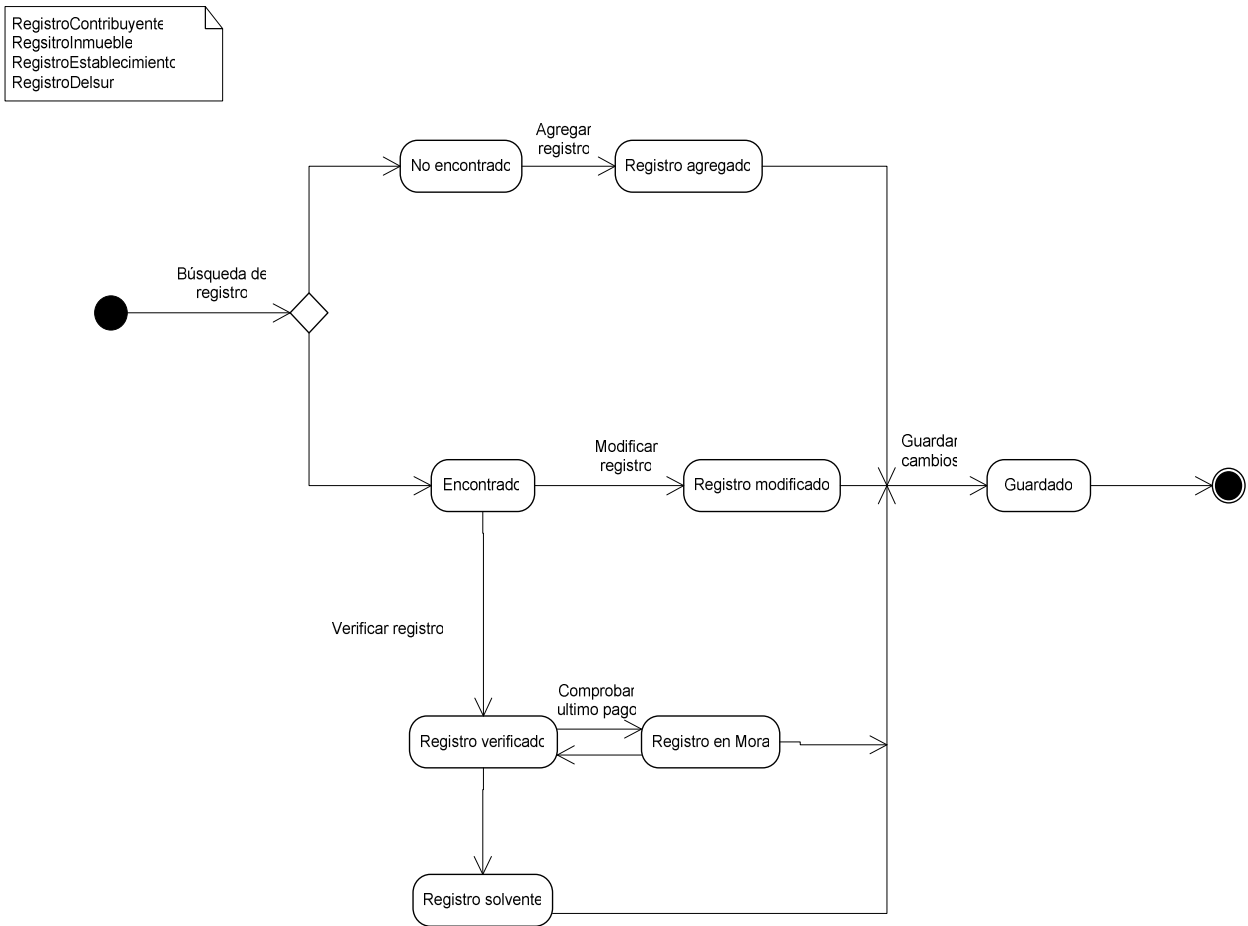 RegistroContribuyente
RegsitroInmueble
RegistroEstablecimiento
RegistroDelsur
Agregar
registro
No encontrado
Registro agregado
Búsqueda de
registro
Modificar
registro
Guardar
cambios
Encontrado
Registro modificado
Guardado
Verificar registro
Comprobar
ultimo pago
Registro verificado
Registro en Mora
Registro solvente